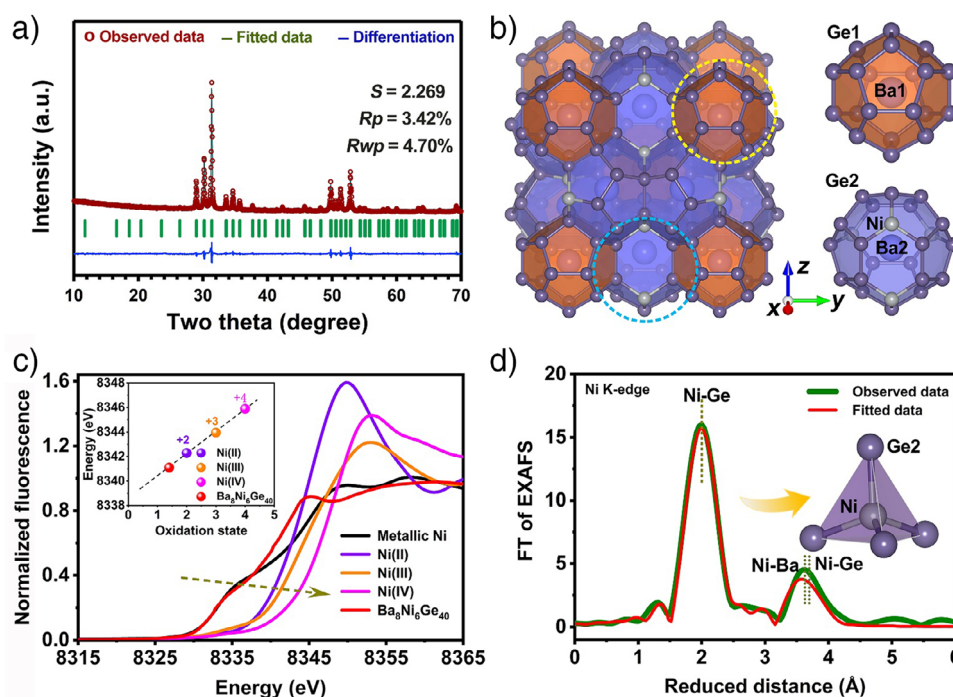 a)
Observed data
Fitted data
Differentiation
S = 2.269
Rp = 3.42%
Rwp = 4.70%
Intensity (a.u.)
10 20 30 40 50 60 70
Two theta (degree)
b)
Ge1
Ba1
Ge2
Ni
Ba2
z
x
y
c)
Normalized fluorescence
1.6
1.2
0.8
0.4
0.0
8348
8346
8344
8342
8340
8338
Energy (eV)
+4
+3
+2
Ni(II)
Ni(III)
Ni(IV)
Ba₈Ni₆Ge₄₀
0 1 2 3 4 5
Oxidation state
Metallic Ni
Ni(II)
Ni(III)
Ni(IV)
Ba₈Ni₆Ge₄₀
8315 8325 8335 8345 8355 8365
Energy (eV)
d)
FT of EXAFS
20
15
10
5
0
Ni K-edge
Ni-Ge
Observed data
Fitted data
Ge2
Ni
Ni-Ba
Ni-Ge
0 1 2 3 4 5 6
Reduced distance (Å)